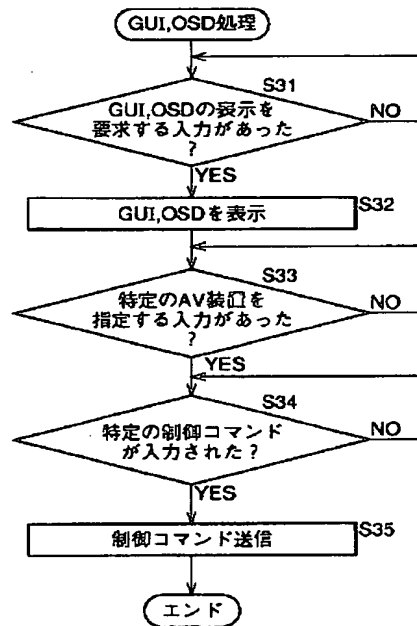 GUI,OSD処理
S31
GUI,OSDの表示を
要求する入力があった
?
NO
YES
GUI,OSDを表示
S32
S33
特定のAV装置を
指定する入力があった
?
NO
YES
S34
特定の制御コマンド
が入力された?
NO
YES
制御コマンド送信
S35
エンド